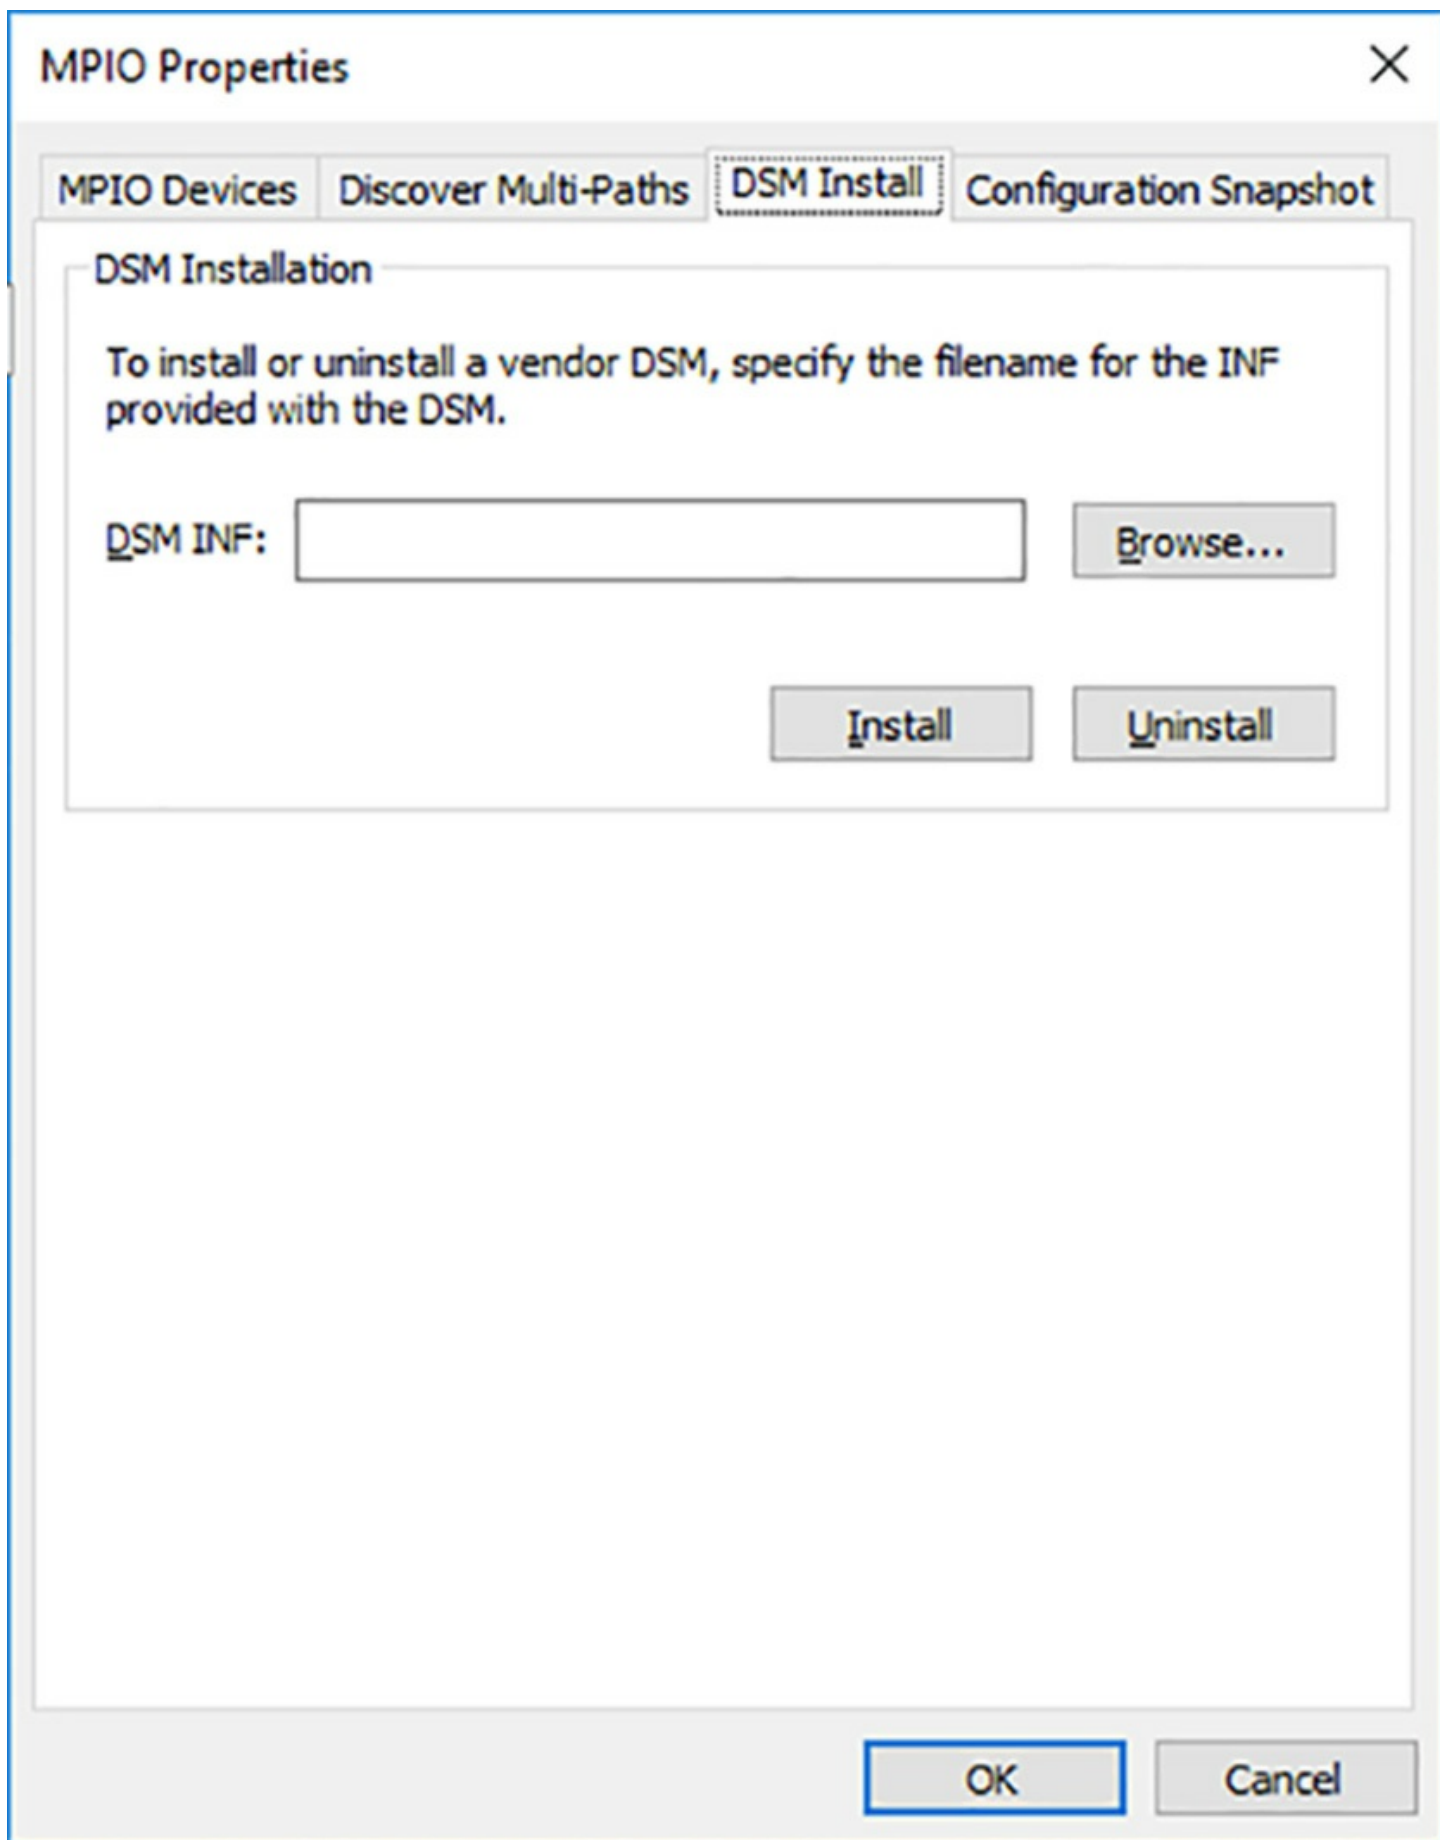 MPIO Properties
MPIO Devices Discover Multi-Paths DSM Install Configuration Snapshot
DSM Installation
To install or uninstall a vendor DSM, specify the filename for the INF
provided with the DSM.
DSM INF: Browse...
Install Uninstall
OK Cancel